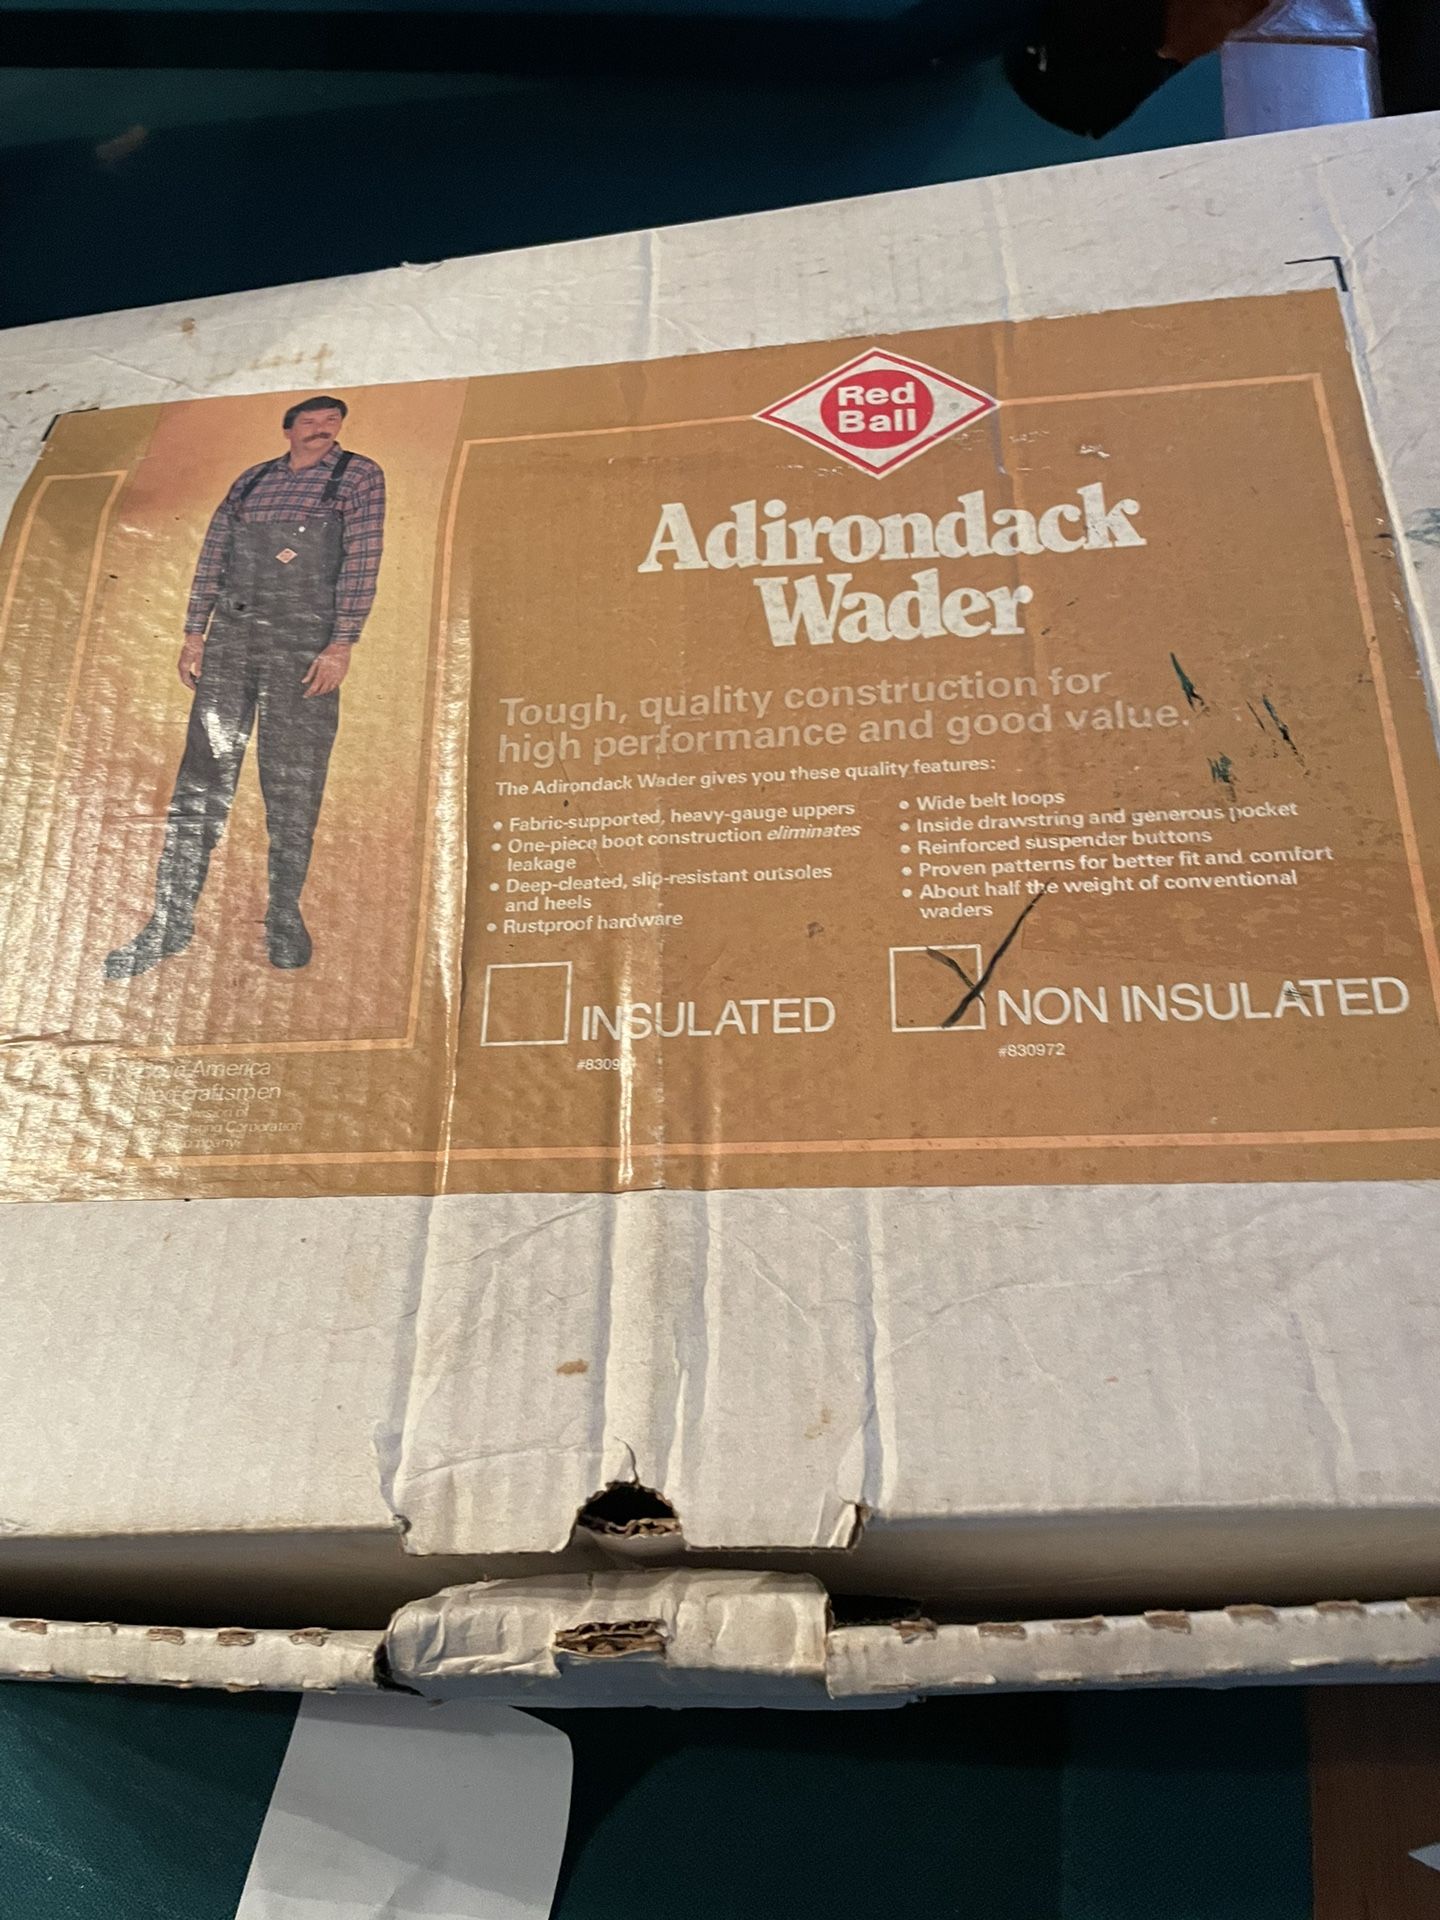 Red
Ball
Adirondack
Wader
Tough, quality construction for
high performance and good value.
The Adirondack Wader gives you these quality features:
• Fabric-supported, heavy-gauge uppers
• One-piece boot construction eliminates
leakage
• Deep-cleated, slip-resistant outsoles
and heels
• Rustproof hardware
• Wide belt loops
• Inside drawstring and generous pocket
• Reinforced suspender buttons
• Proven patterns for better fit and comfort
• About half the weight of conventional
waders
INSULATED
NON INSULATED
#830972
in America
craftsmen
Corporation